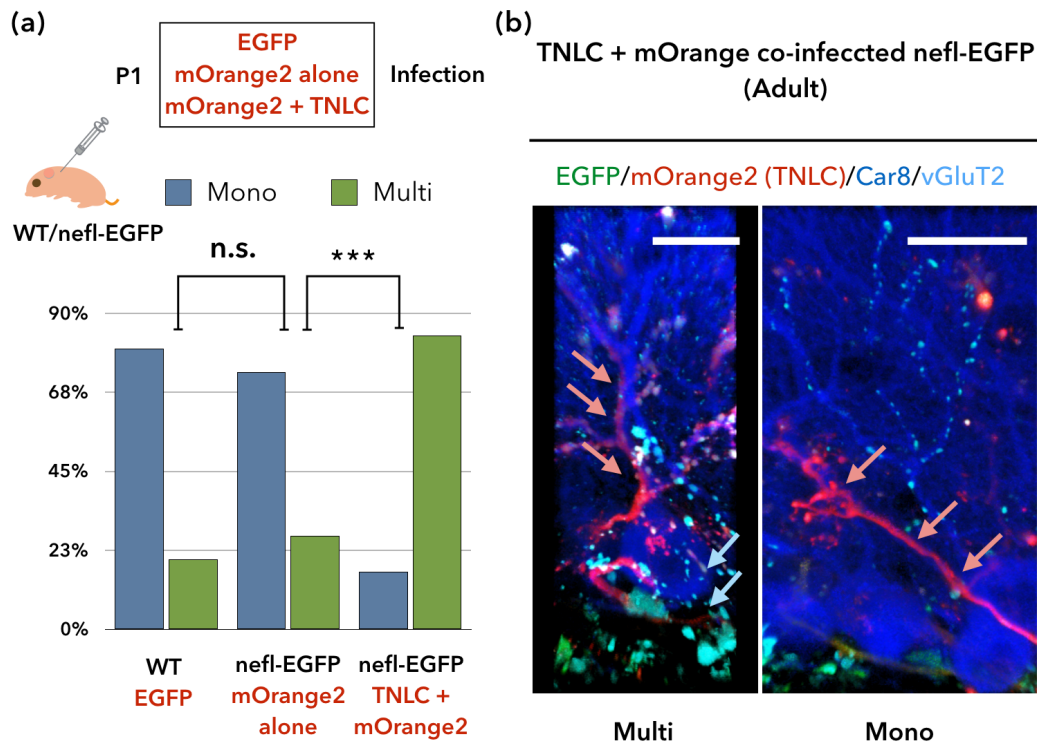 (a)
EGFP
P1
mOrange2 alone
Infection
mOrange2 + TNLC
Mono
Multi
WT/nefl-EGFP
n.s.
***
90%
68%
45%
23%
0%
WT
EGFP
nefl-EGFP
mOrange2
alone
nefl-EGFP
TNLC +
mOrange2
(b)
TNLC + mOrange co-infeccted nefl-EGFP
(Adult)
EGFP/mOrange2 (TNLC)/Car8/vGluT2
Multi
Mono